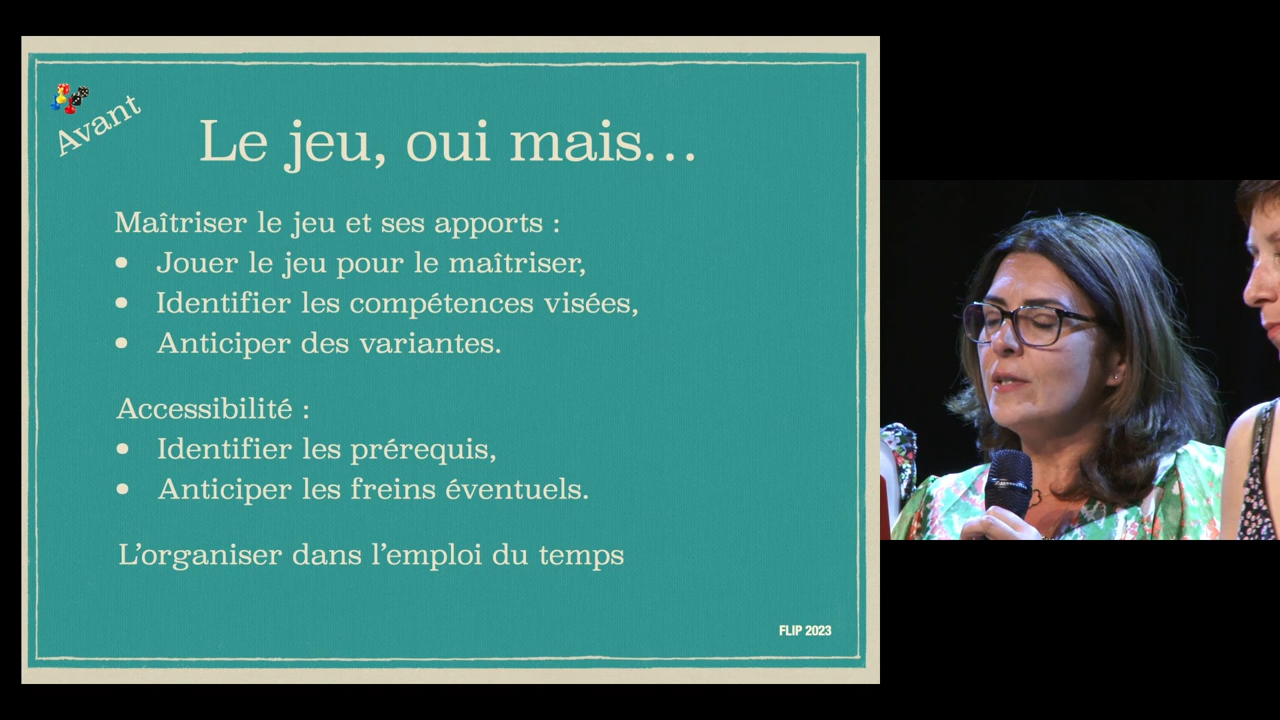 Avant
Le jeu, oui mais…
Maîtriser le jeu et ses apports :
• Jouer le jeu pour le maîtriser,
• Identifier les compétences visées,
• Anticiper des variantes.
Accessibilité :
• Identifier les prérequis,
• Anticiper les freins éventuels.
L’organiser dans l’emploi du temps
FLIP 2023